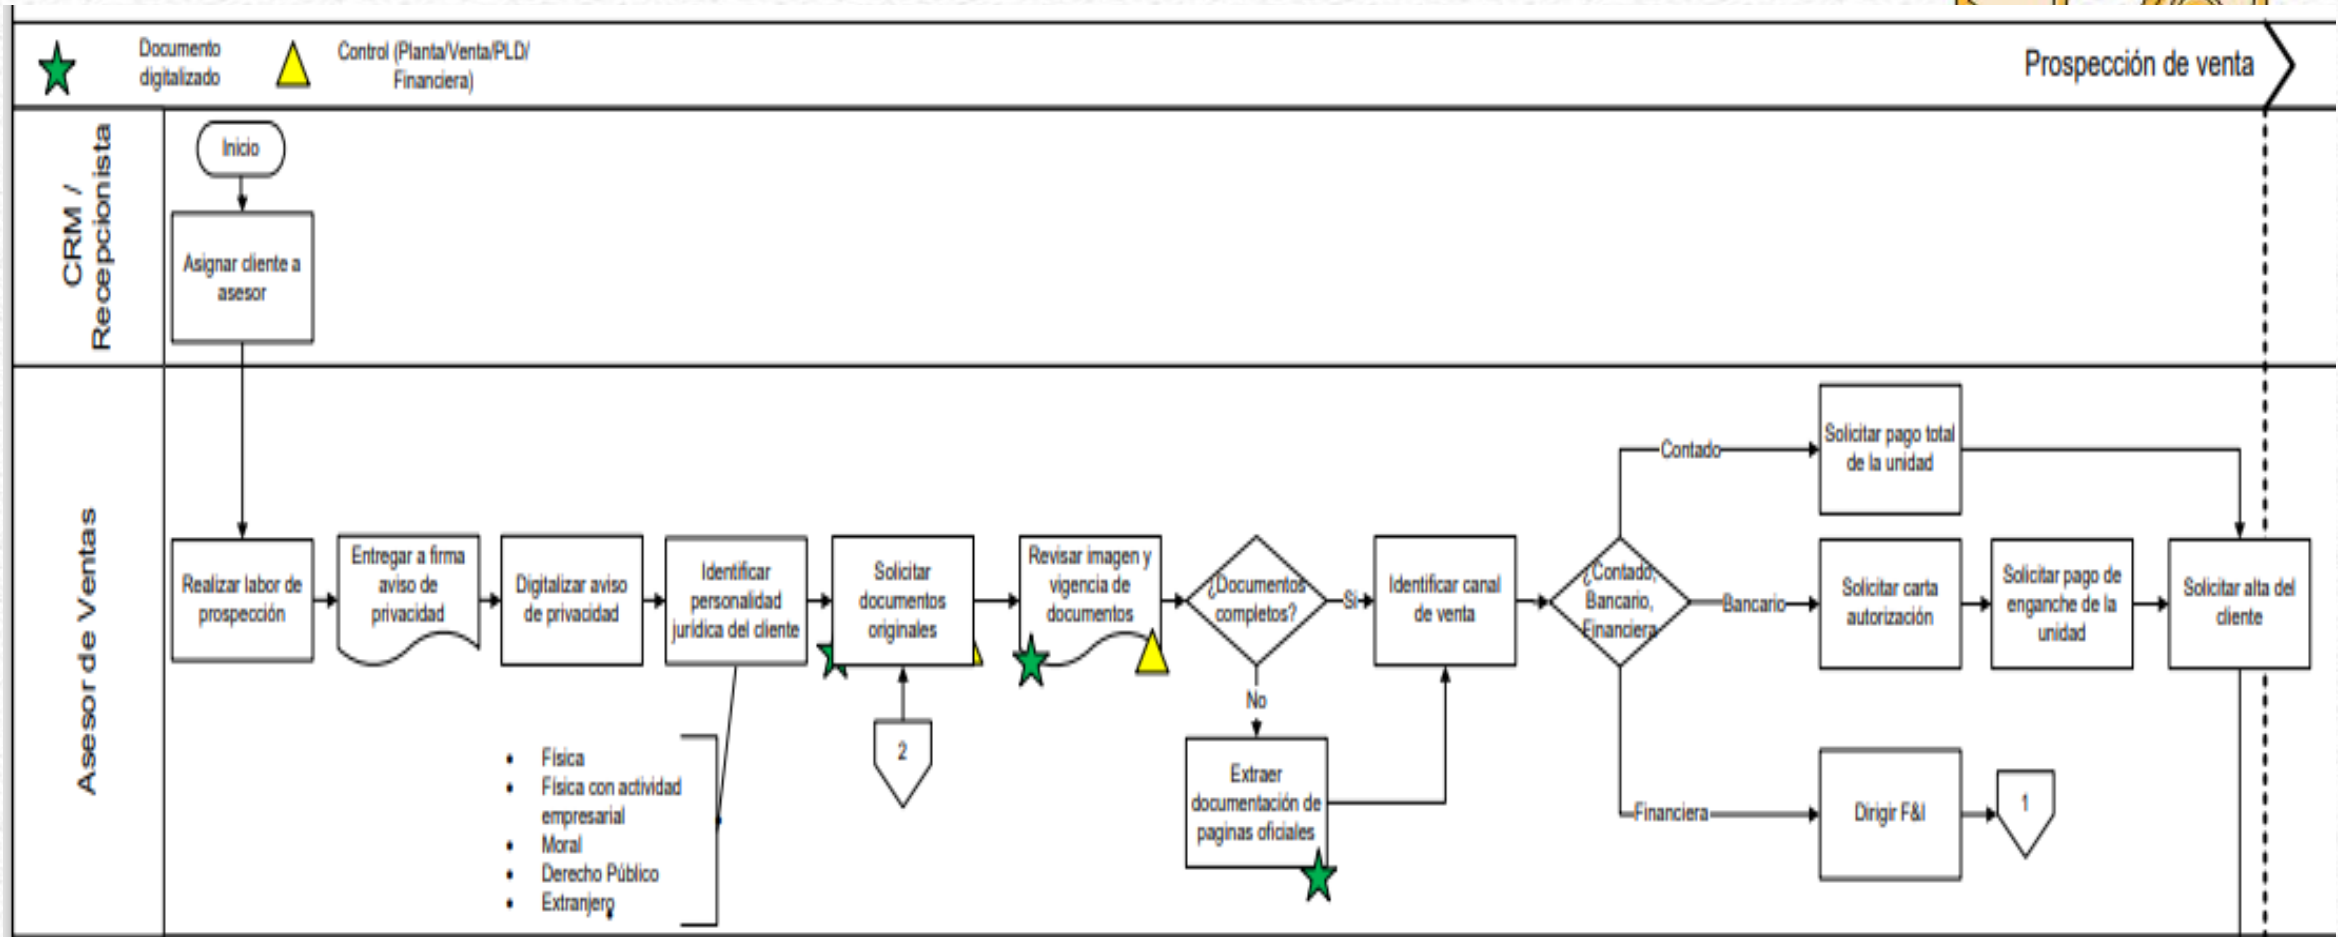 Documento
digitalizado
Control (Planta/Venta/PLD/
Financiera)
Prospección de venta
CRM /
Recepcionista
Inicio
Asignar cliente a
asesor
Asesor de Ventas
Realizar labor de
prospección
Entregar a firma
aviso de
privacidad
Digitalizar aviso
de privacidad
Identificar
personalidad
jurídica del cliente
Física
Física con actividad
empresarial
Moral
Derecho Público
Extranjero
Solicitar
documentos
originales
2
Revisar imagen y
vigencia de
documentos
¿Documentos
completos?
Si
No
Extraer
documentación de
paginas oficiales
Identificar canal
de venta
¿Contado,
Bancario,
Financiera
Contado
Solicitar pago total
de la unidad
Bancario
Solicitar carta
autorización
Solicitar pago de
enganche de la
unidad
Solicitar alta del
cliente
Financiera
Dirigir F&I
1